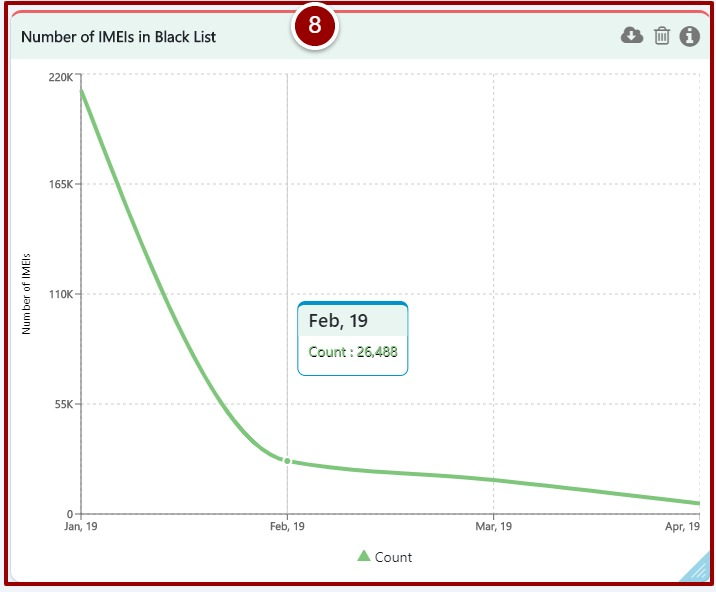 8
Number of IMEIs in Black List
220K
165K
110K
55K
0
Number of IMEIs
Feb, 19
Count : 26,488
Jan, 19
Feb, 19
Mar, 19
Apr, 19
Count